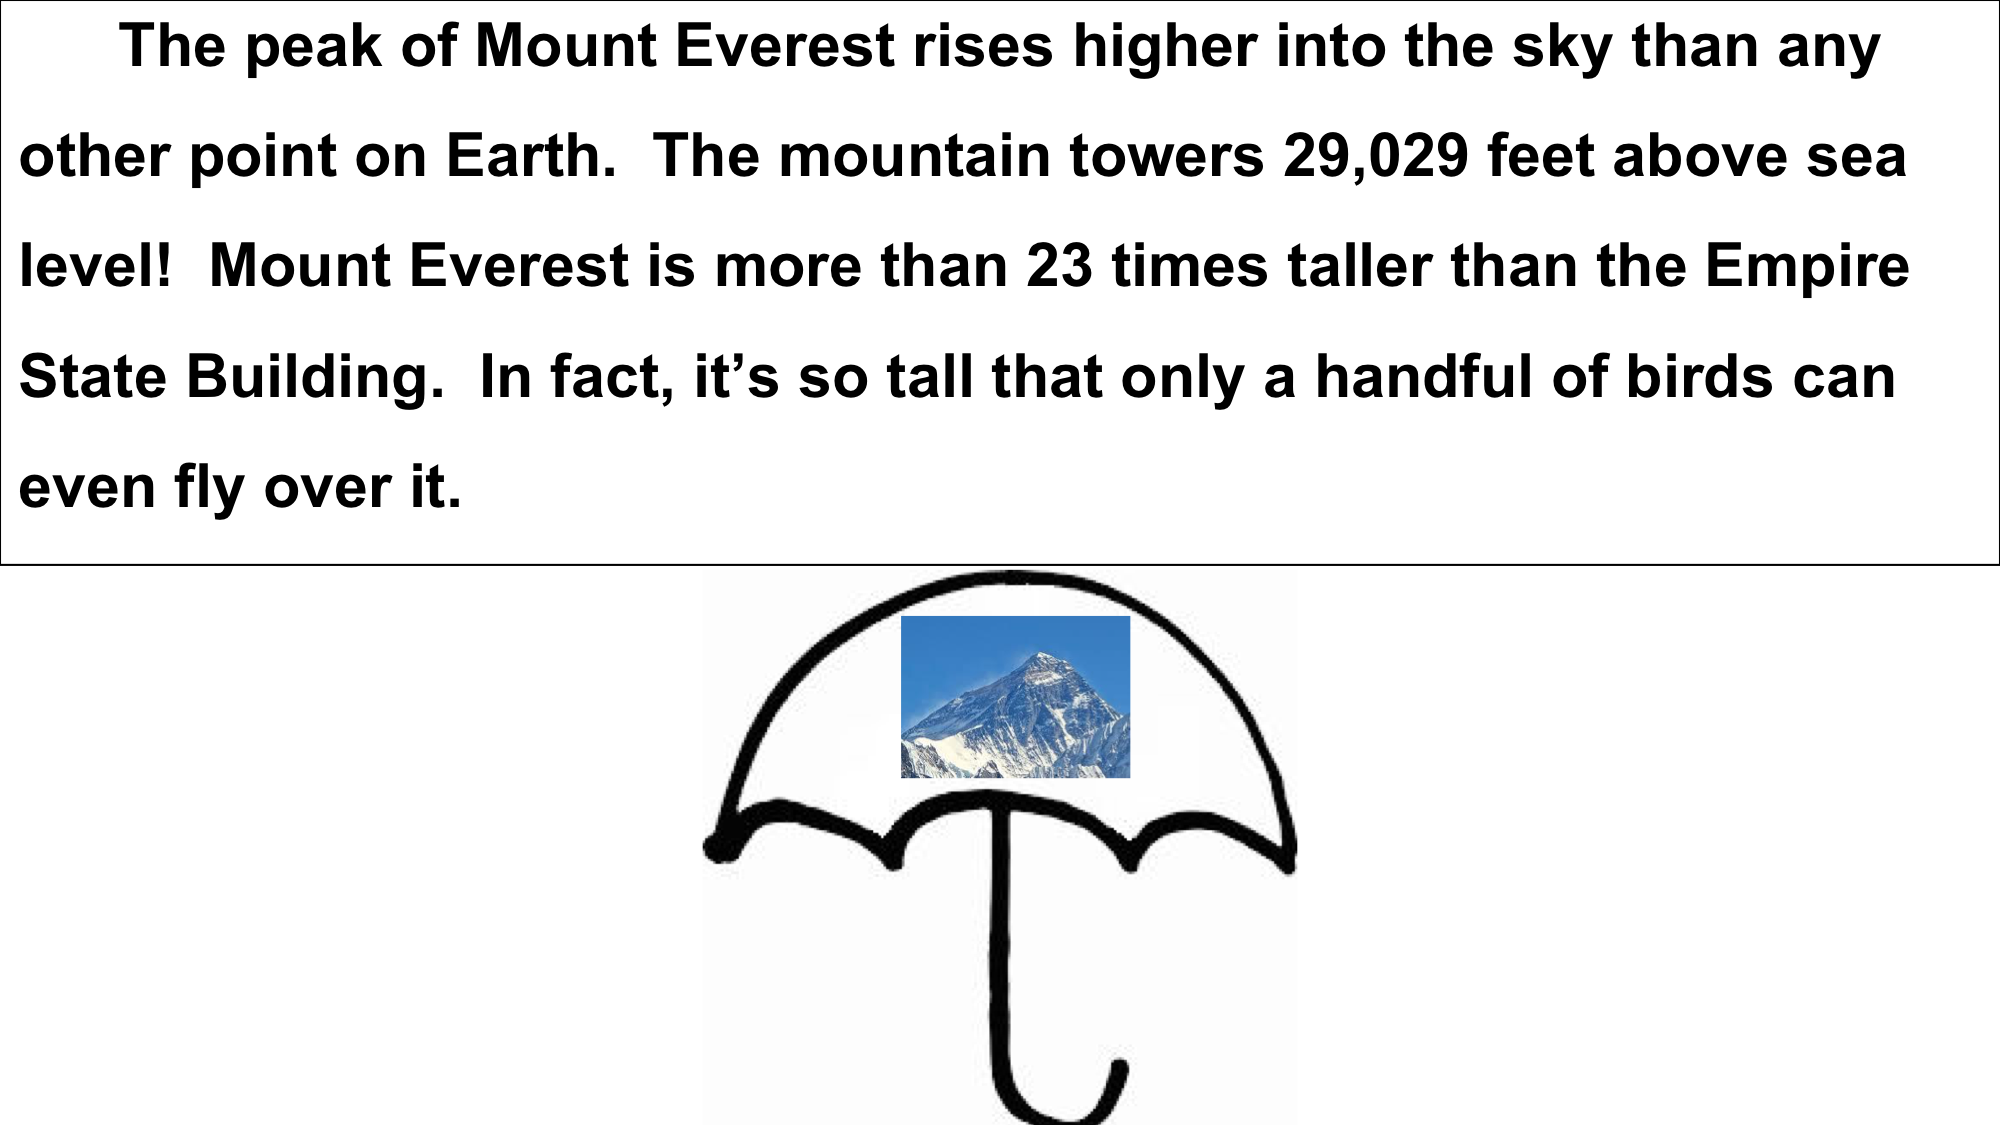 The peak of Mount Everest rises higher into the sky than any
other point on Earth.  The mountain towers 29,029 feet above sea
level!  Mount Everest is more than 23 times taller than the Empire
State Building.  In fact, it’s so tall that only a handful of birds can
even fly over it.